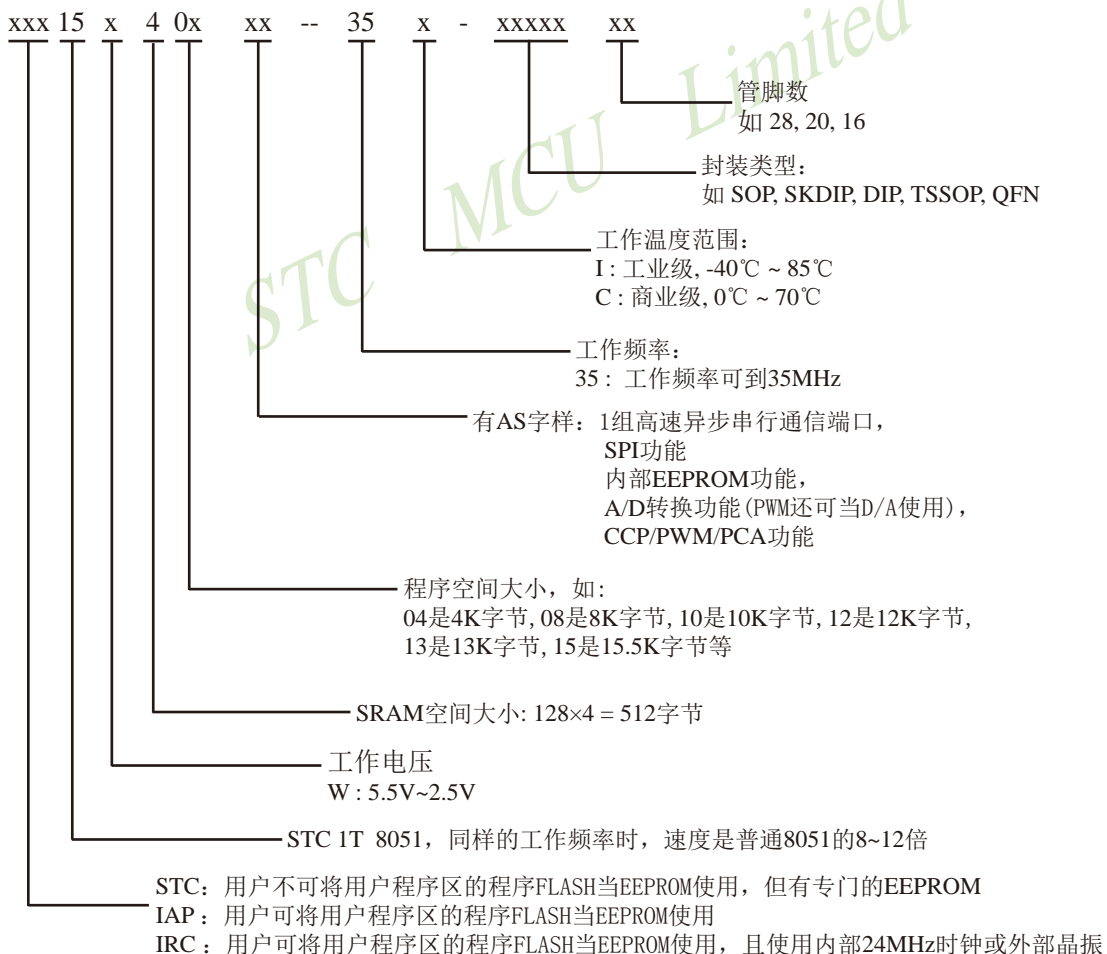 xxx 15 x 4 0x xx -- 35 x - xxxxx xx
管脚数
如 28, 20, 16
封装类型：
如 SOP, SKDIP, DIP, TSSOP, QFN
工作温度范围：
I : 工业级, -40℃ ~ 85℃
C : 商业级, 0℃ ~ 70℃
工作频率：
35 : 工作频率可到35MHz
有AS字样：1组高速异步串行通信端口，
SPI功能
内部EEPROM功能，
A/D转换功能(PWM还可当D/A使用)，
CCP/PWM/PCA功能
程序空间大小，如：
04是4K字节, 08是8K字节, 10是10K字节, 12是12K字节,
13是13K字节, 15是15.5K字节等
SRAM空间大小: 128×4 = 512字节
工作电压
W : 5.5V~2.5V
STC 1T 8051，同样的工作频率时，速度是普通8051的8~12倍
STC：用户不可将用户程序区的程序FLASH当EEPROM使用，但有专门的EEPROM
IAP：用户可将用户程序区的程序FLASH当EEPROM使用
IRC：用户可将用户程序区的程序FLASH当EEPROM使用，且使用内部24MHz时钟或外部晶振
STC MCU Limited